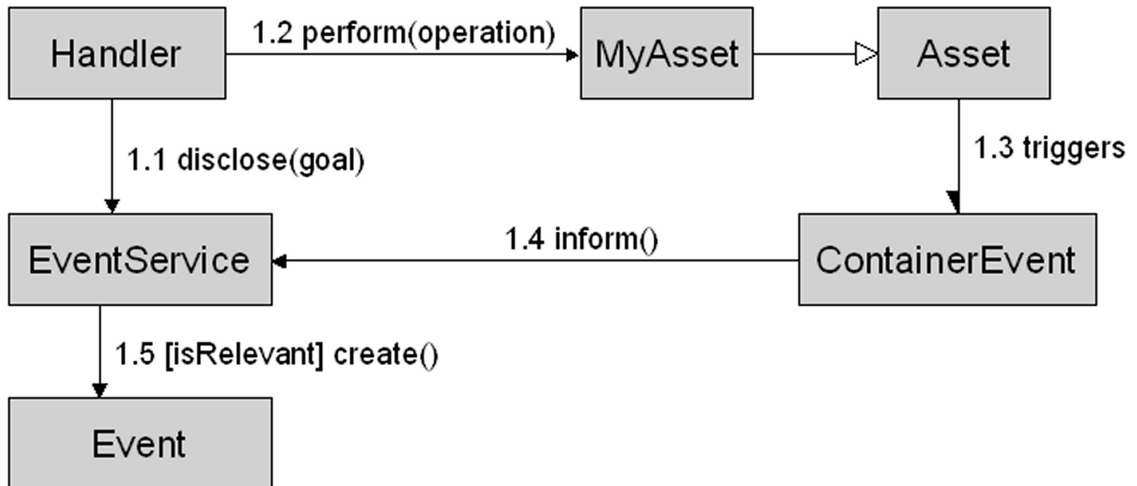 Handler
1.2 perform(operation)
MyAsset
Asset
1.1 disclose(goal)
1.3 triggers
EventService
1.4 inform()
ContainerEvent
1.5 [isRelevant] create()
Event